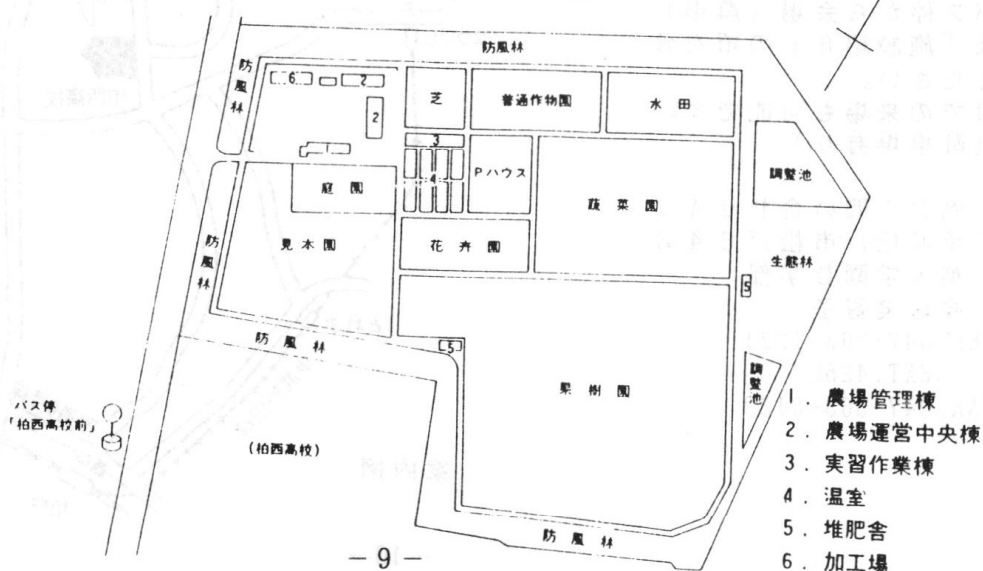 防風林
防風林
6
2
芝
普通作物園
水田
2
3
1
4
Pハウス
調整池
庭園
蔬菜園
防風林
見本園
花卉園
生態林
5
防風林
5
果樹園
調整池
バス停
「柏西高校前」
(柏西高校)
防風林
1. 農場管理棟
2. 農場運営中央棟
3. 実習作業棟
4. 温室
5. 堆肥舎
6. 加工場
－9－